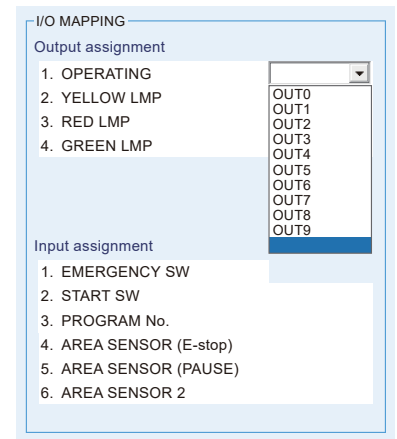 I/O MAPPING
Output assignment
1. OPERATING
2. YELLOW LMP
3. RED LMP
4. GREEN LMP
OUT0
OUT1
OUT2
OUT3
OUT4
OUT5
OUT6
OUT7
OUT8
OUT9
Input assignment
1. EMERGENCY SW
2. START SW
3. PROGRAM No.
4. AREA SENSOR (E-stop)
5. AREA SENSOR (PAUSE)
6. AREA SENSOR 2